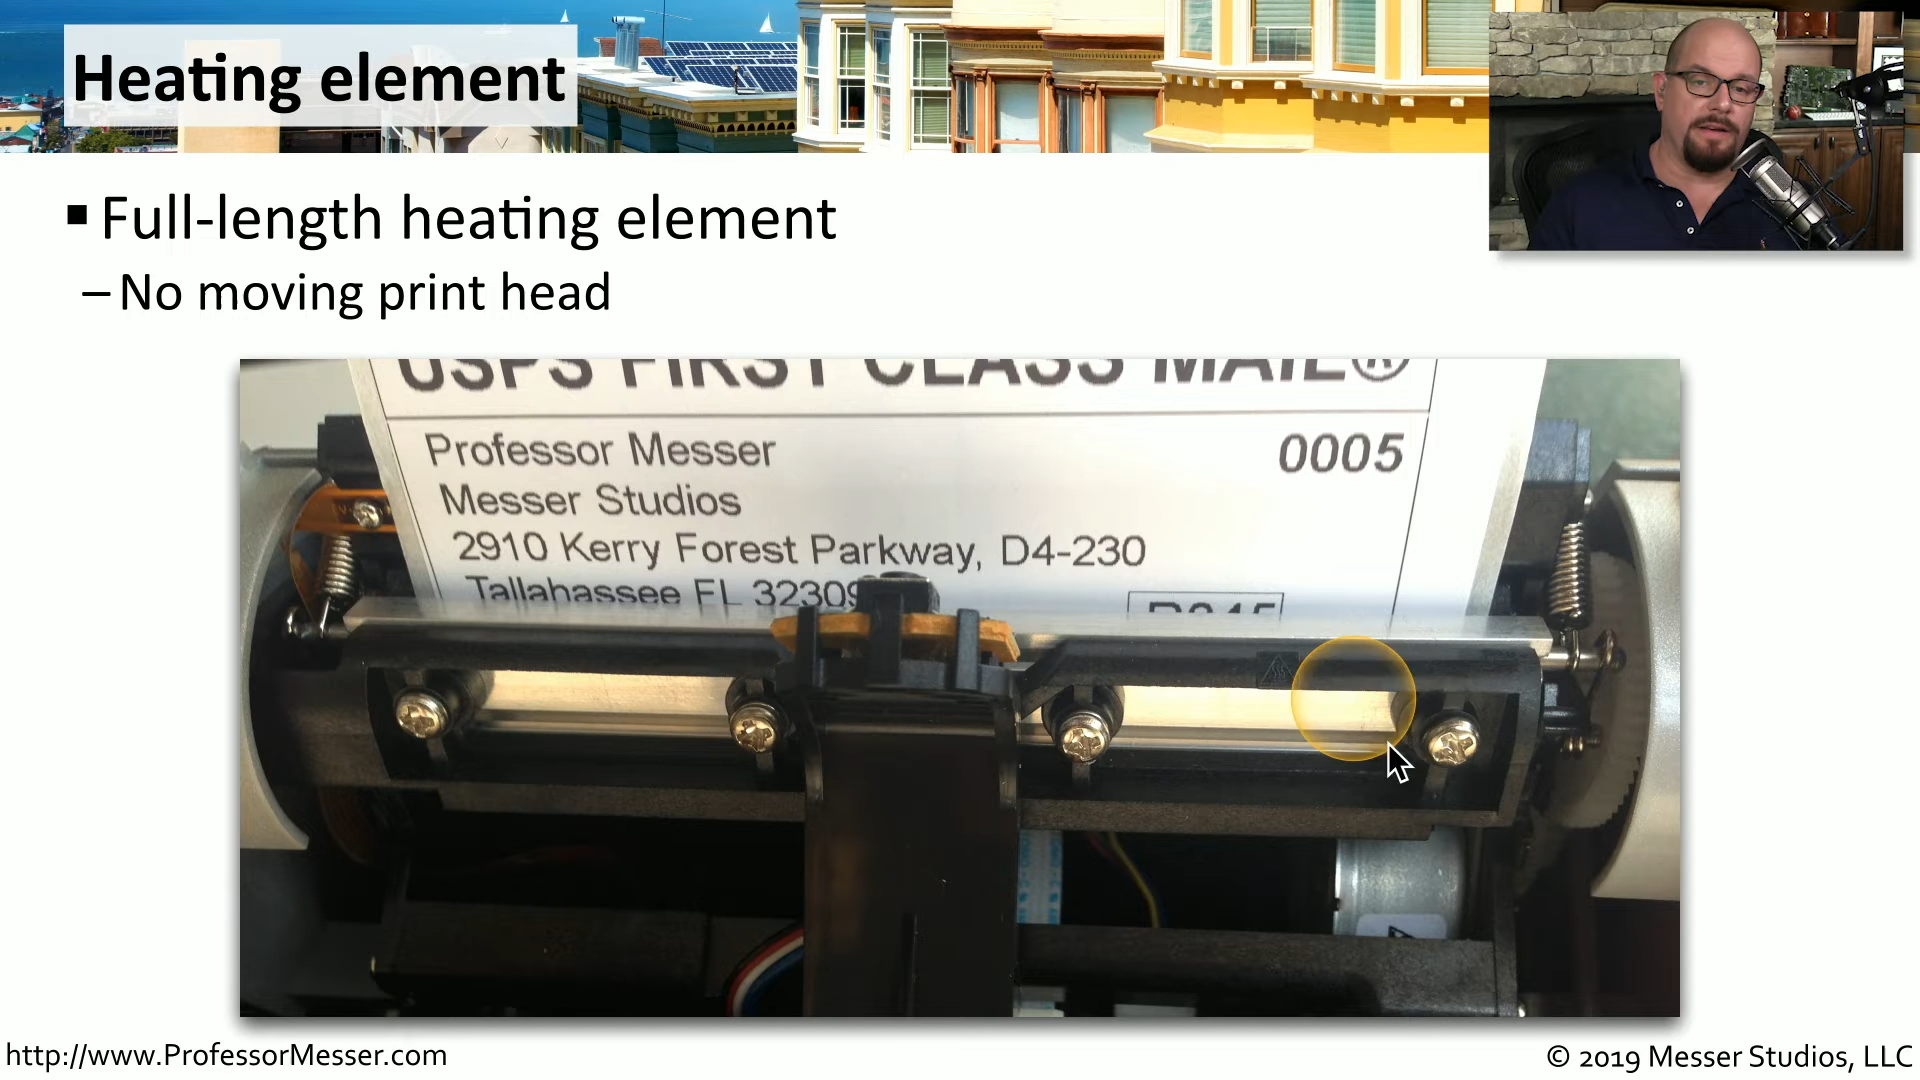 Heating element
▪ Full-length heating element
– No moving print head
USPS FIRST CLASS MAIL®
Professor Messer
0005
Messer Studios
2910 Kerry Forest Parkway, D4-230
Tallahassee FL 32309
http://www.ProfessorMesser.com
© 2019 Messer Studios, LLC